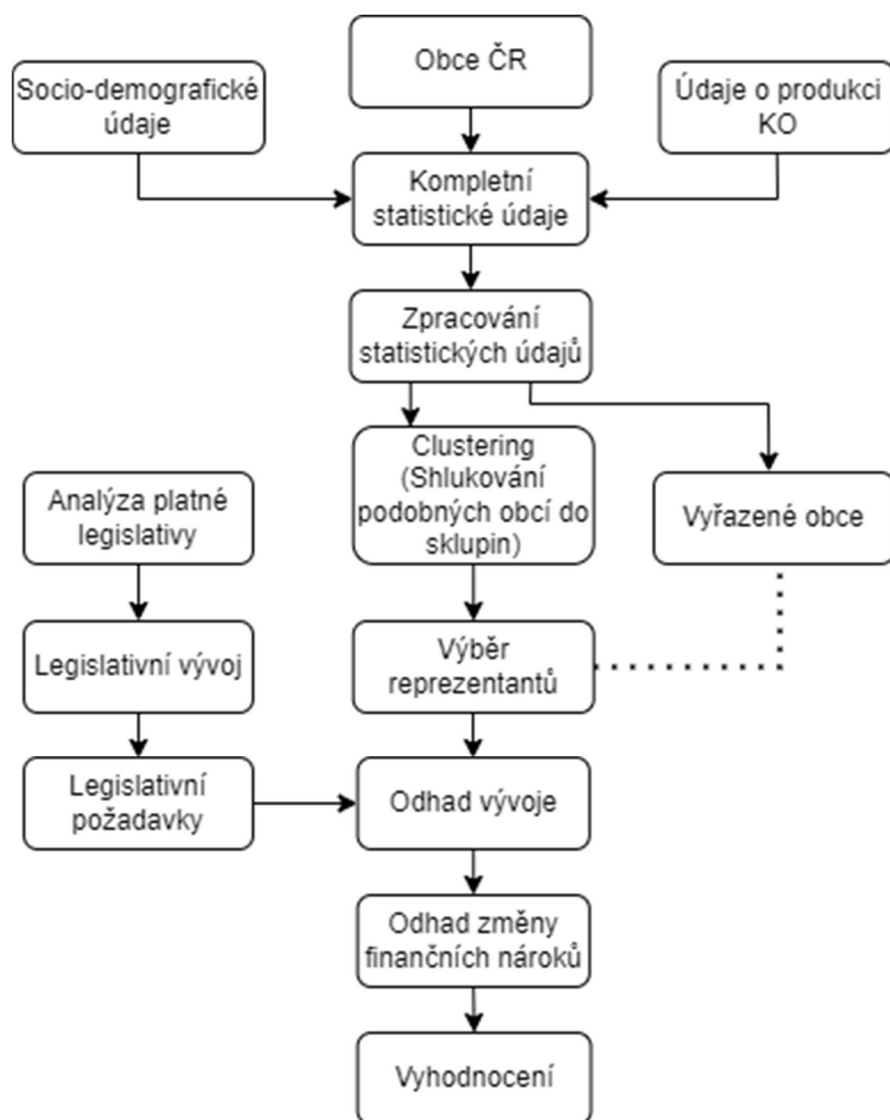 Obce ČR
Socio-demografické
údaje
Údaje o produkci
KO
Kompletní
statistické údaje
Zpracování
statistických údajů
Clustering
(Shlukování
podobných obcí do
sklupin)
Vyřazené obce
Analýza platné
legislativy
Legislativní vývoj
Výběr
reprezentantů
Legislativní
požadavky
Odhad vývoje
Odhad změny
finančních nároků
Vyhodnocení